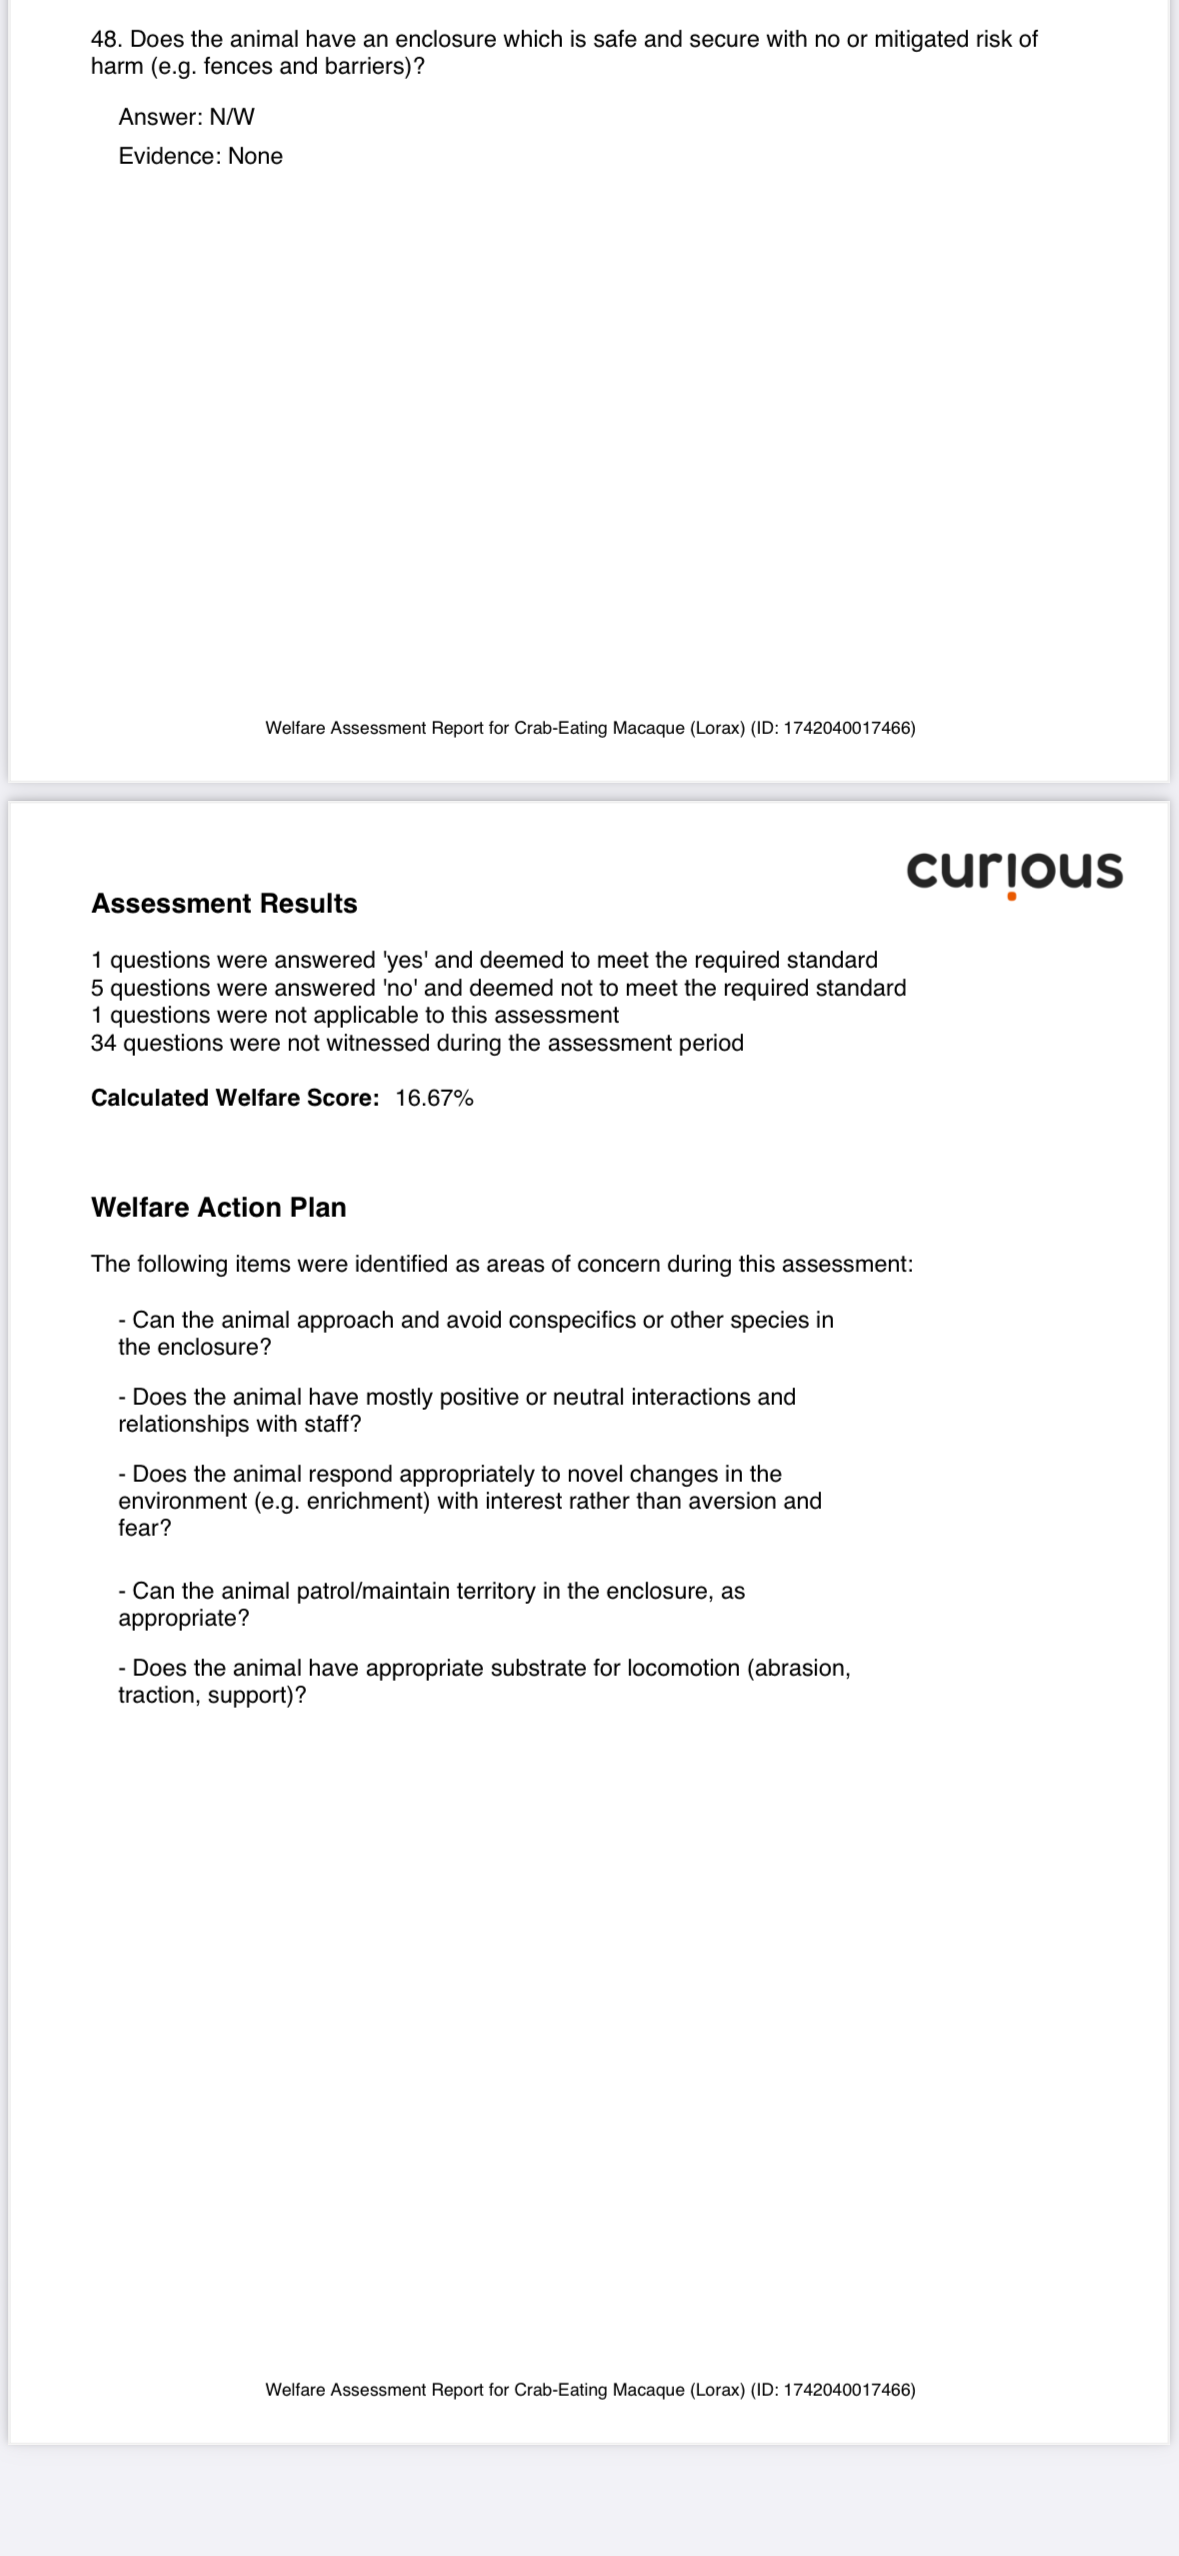 48. Does the animal have an enclosure which is safe and secure with no or mitigated risk of
harm (e.g. fences and barriers)?
Answer: N/W
Evidence: None
Welfare Assessment Report for Crab-Eating Macaque (Lorax) (ID: 1742040017466)
curious
Assessment Results
1 questions were answered 'yes' and deemed to meet the required standard
5 questions were answered 'no' and deemed not to meet the required standard
1 questions were not applicable to this assessment
34 questions were not witnessed during the assessment period
Calculated Welfare Score: 16.67%
Welfare Action Plan
The following items were identified as areas of concern during this assessment:
- Can the animal approach and avoid conspecifics or other species in
the enclosure?
- Does the animal have mostly positive or neutral interactions and
relationships with staff?
- Does the animal respond appropriately to novel changes in the
environment (e.g. enrichment) with interest rather than aversion and
fear?
- Can the animal patrol/maintain territory in the enclosure, as
appropriate?
- Does the animal have appropriate substrate for locomotion (abrasion,
traction, support)?
Welfare Assessment Report for Crab-Eating Macaque (Lorax) (ID: 1742040017466)